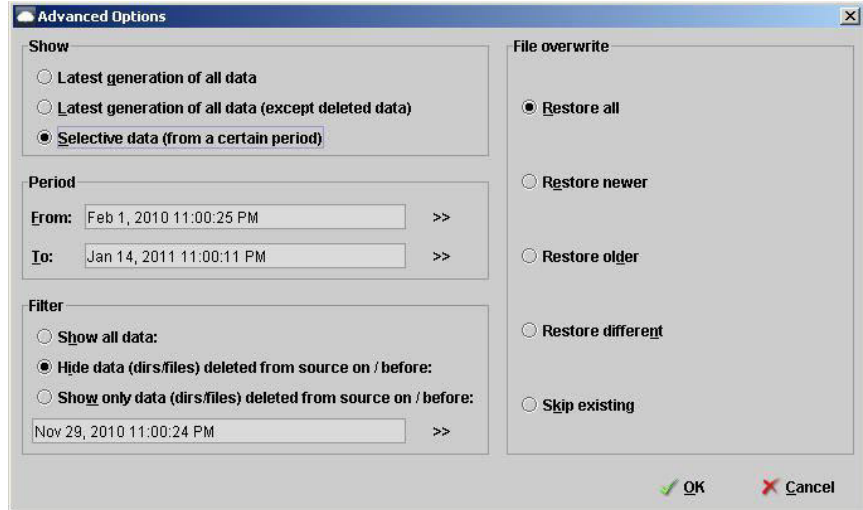 Advanced Options
Show
Latest generation of all data
Latest generation of all data (except deleted data)
Selective data (from a certain period)
Period
From: Feb 1, 2010 11:00:25 PM >>
To: Jan 14, 2011 11:00:11 PM >>
Filter
Show all data:
Hide data (dirs/files) deleted from source on / before:
Show only data (dirs/files) deleted from source on / before:
Nov 29, 2010 11:00:24 PM >>
File overwrite
Restore all
Restore newer
Restore older
Restore different
Skip existing
OK Cancel